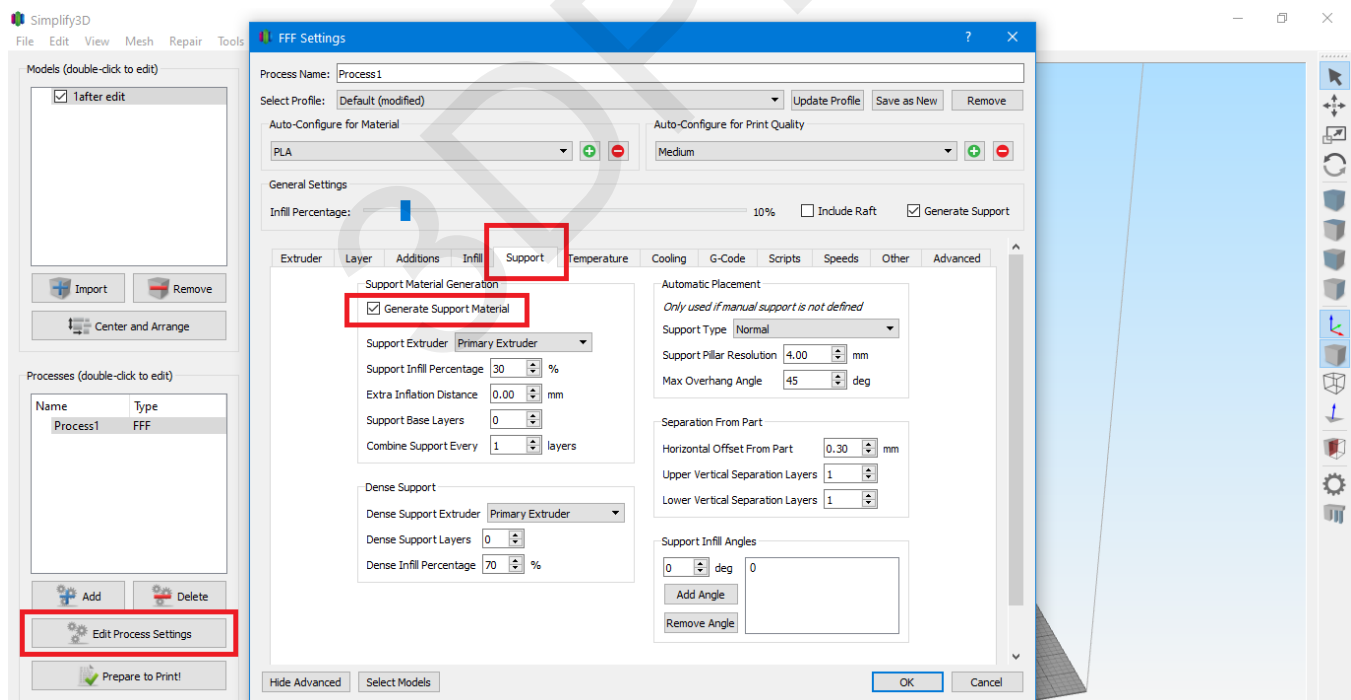 Simplify3D
File Edit View Mesh Repair Tools
FFF Settings ?
Models (double-click to edit)
1after edit
Import Remove
Center and Arrange
Processes (double-click to edit)
Name Type
Process1 FFF
Add Delete
Edit Process Settings
Prepare to Print!
Process Name: Process1
Select Profile: Default (modified) Update Profile Save as New Remove
Auto-Configure for Material
PLA
Auto-Configure for Print Quality
Medium
General Settings
Infill Percentage: 10% Include Raft Generate Support
Extruder Layer Additions Infill Support Temperature Cooling G-Code Scripts Speeds Other Advanced
Support Material Generation
Generate Support Material
Support Extruder Primary Extruder
Support Infill Percentage 30 %
Extra Inflation Distance 0.00 mm
Support Base Layers 0
Combine Support Every 1 layers
Dense Support
Dense Support Extruder Primary Extruder
Dense Support Layers 0
Dense Infill Percentage 70 %
Automatic Placement
Only used if manual support is not defined
Support Type Normal
Support Pillar Resolution 4.00 mm
Max Overhang Angle 45 deg
Separation From Part
Horizontal Offset From Part 0.30 mm
Upper Vertical Separation Layers 1
Lower Vertical Separation Layers 1
Support Infill Angles
0 deg 0
Add Angle
Remove Angle
Hide Advanced Select Models OK Cancel